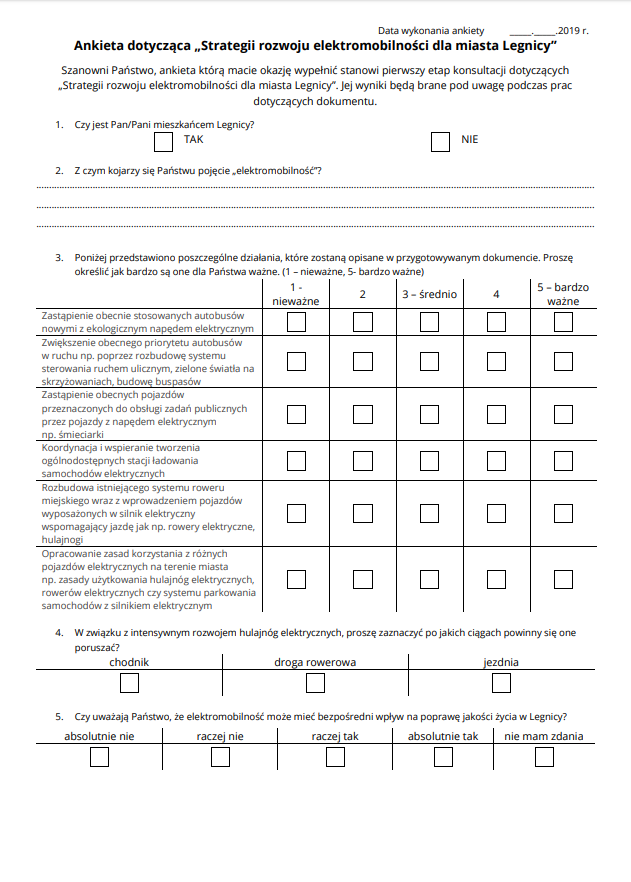 Data wykonania ankiety _____._____.2019 r.
Ankieta dotycząca „Strategii rozwoju elektromobilności dla miasta Legnicy”
Szanowni Państwo, ankieta którą macie okazję wypełnić stanowi pierwszy etap konsultacji dotyczących
„Strategii rozwoju elektromobilności dla miasta Legnicy”. Jej wyniki będą brane pod uwagę podczas prac
dotyczących dokumentu.
1. Czy jest Pan/Pani mieszkańcem Legnicy?
TAK NIE
2. Z czym kojarzy się Państwu pojęcie „elektromobilność”?
3. Poniżej przedstawiono poszczególne działania, które zostaną opisane w przygotowywanym dokumencie. Proszę
określić jak bardzo są one dla Państwa ważne. (1 – nieważne, 5- bardzo ważne)
1 -
nieważne
2
3 – średnio
4
5 – bardzo
ważne
Zastąpienie obecnie stosowanych autobusów
nowymi z ekologicznym napędem elektrycznym
Zwiększenie obecnego priorytetu autobusów
w ruchu np. poprzez rozbudowę systemu
sterowania ruchem ulicznym, zielone światła na
skrzyżowaniach, budowę buspasów
Zastąpienie obecnych pojazdów
przeznaczonych do obsługi zadań publicznych
przez pojazdy z napędem elektrycznym
np. śmieciarki
Koordynacja i wspieranie tworzenia
ogólnodostępnych stacji ładowania
samochodów elektrycznych
Rozbudowa istniejącego systemu roweru
miejskiego wraz z wprowadzeniem pojazdów
wyposażonych w silnik elektryczny
wspomagający jazdę jak np. rowery elektryczne,
hulajnogi
Opracowanie zasad korzystania z różnych
pojazdów elektrycznych na terenie miasta
np. zasady użytkowania hulajnóg elektrycznych,
rowerów elektrycznych czy systemu parkowania
samochodów z silnikiem elektrycznym
4. W związku z intensywnym rozwojem hulajnóg elektrycznych, proszę zaznaczyć po jakich ciągach powinny się one
poruszać?
chodnik droga rowerowa jezdnia
5. Czy uważają Państwo, że elektromobilność może mieć bezpośredni wpływ na poprawę jakości życia w Legnicy?
absolutnie nie raczej nie raczej tak absolutnie tak nie mam zdania